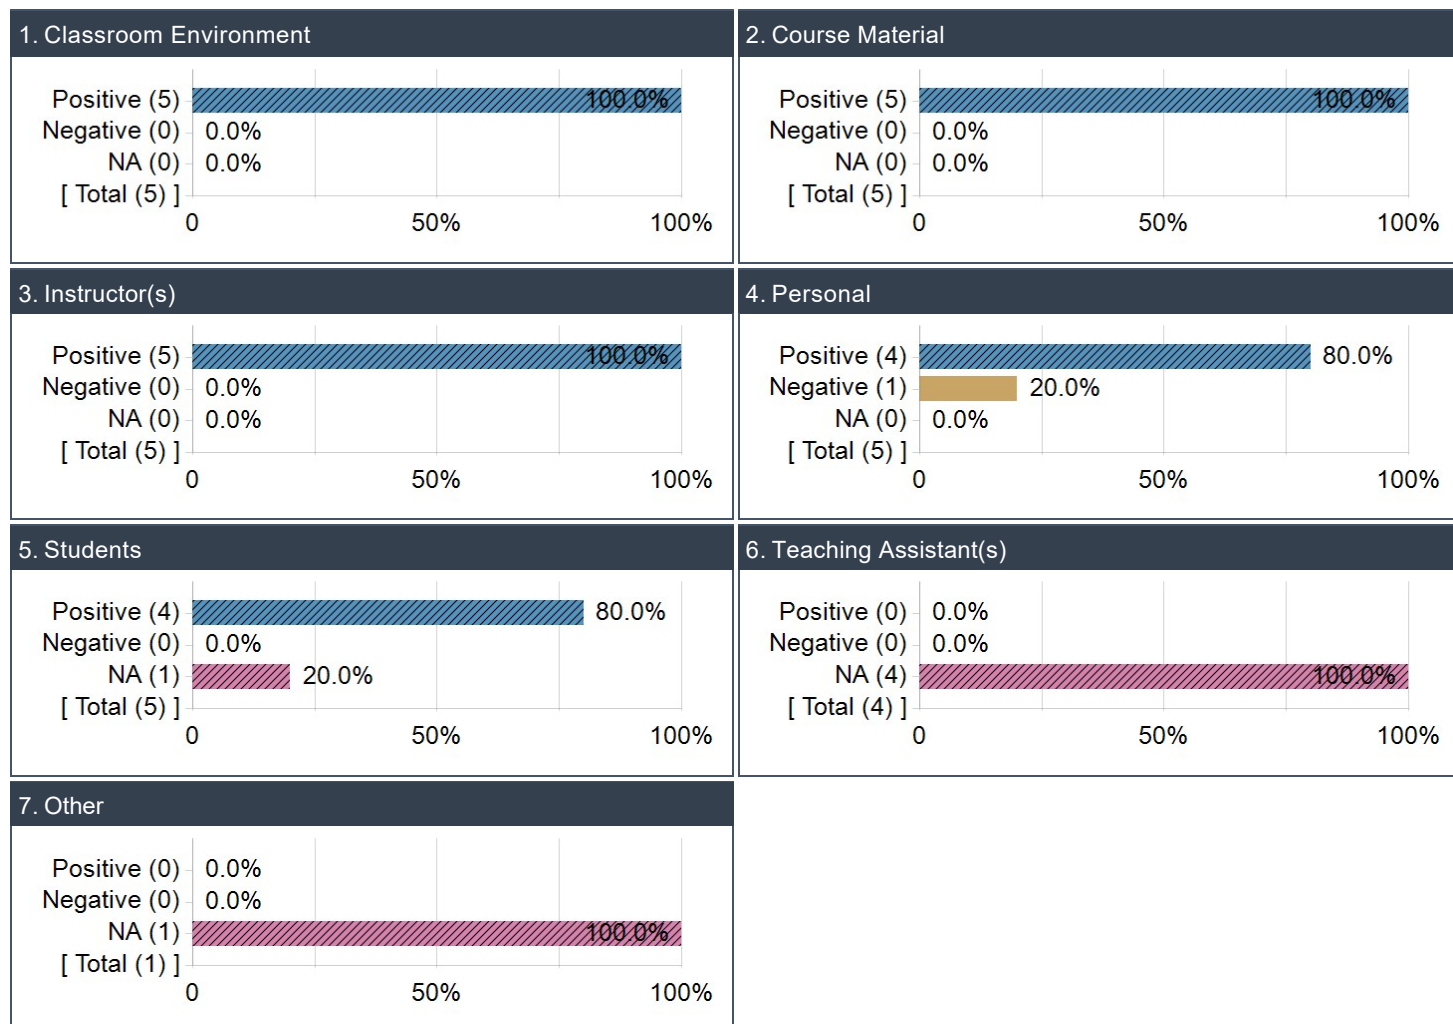 1. Classroom Environment
Positive (5) 100.0%
Negative (0) 0.0%
NA (0) 0.0%
[ Total (5) ]
0 50% 100%
2. Course Material
Positive (5) 100.0%
Negative (0) 0.0%
NA (0) 0.0%
[ Total (5) ]
0 50% 100%
3. Instructor(s)
Positive (5) 100.0%
Negative (0) 0.0%
NA (0) 0.0%
[ Total (5) ]
0 50% 100%
4. Personal
Positive (4) 80.0%
Negative (1) 20.0%
NA (0) 0.0%
[ Total (5) ]
0 50% 100%
5. Students
Positive (4) 80.0%
Negative (0) 0.0%
NA (1) 20.0%
[ Total (5) ]
0 50% 100%
6. Teaching Assistant(s)
Positive (0) 0.0%
Negative (0) 0.0%
NA (4) 100.0%
[ Total (4) ]
0 50% 100%
7. Other
Positive (0) 0.0%
Negative (0) 0.0%
NA (1) 100.0%
[ Total (1) ]
0 50% 100%